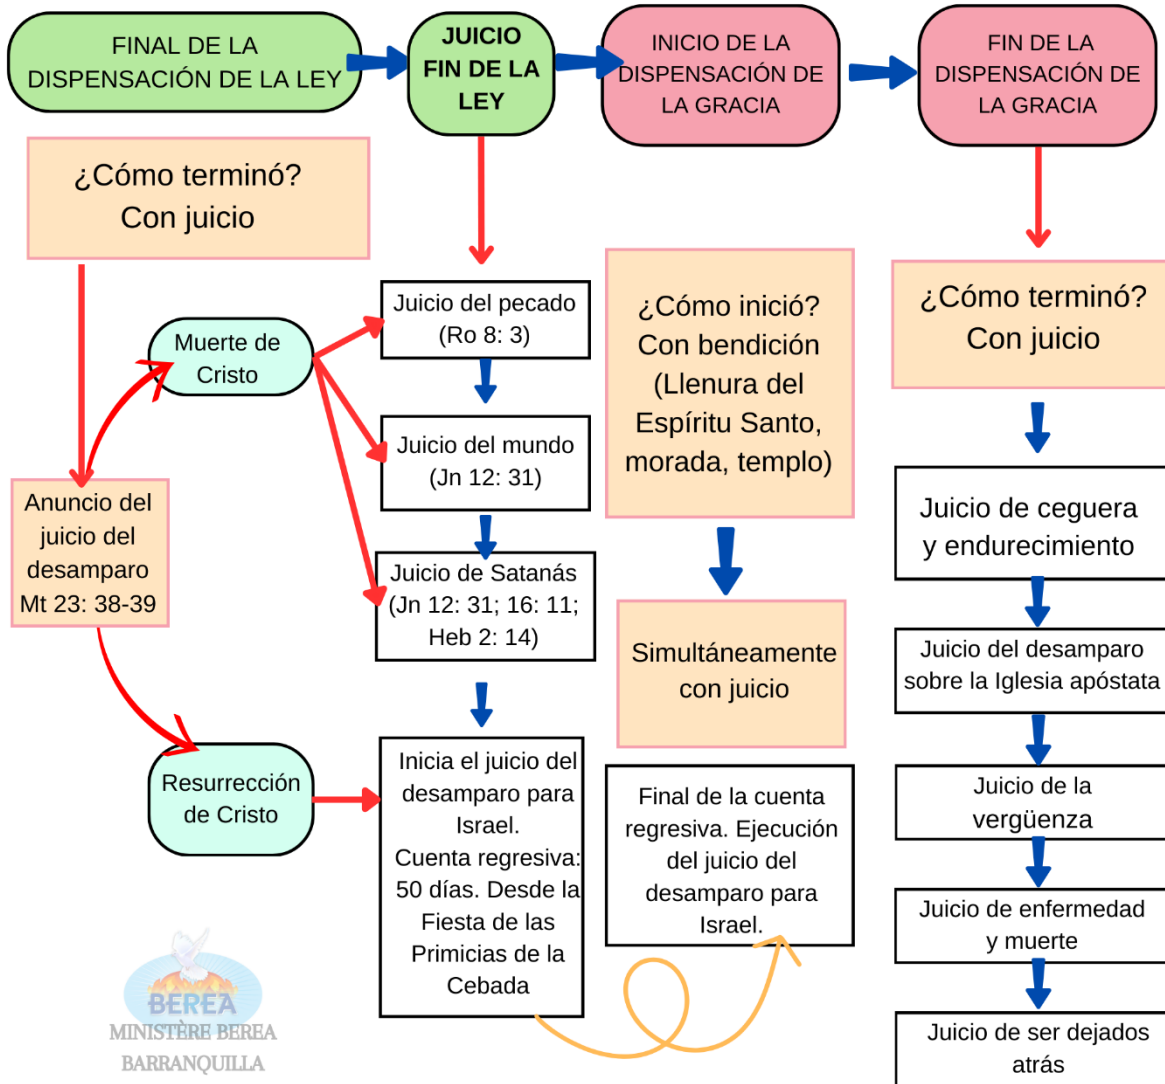 FINAL DE LA
DISPENSACIÓN DE LA LEY
JUICIO
FIN DE LA
LEY
INICIO DE LA
DISPENSACIÓN DE
LA GRACIA
FIN DE LA
DISPENSACIÓN DE
LA GRACIA
¿Cómo terminó?
Con juicio
Anuncio del
juicio del
desamparo
Mt 23: 38-39
Muerte de
Cristo
Resurrección
de Cristo
Juicio del pecado
(Ro 8: 3)
Juicio del mundo
(Jn 12: 31)
Juicio de Satanás
(Jn 12: 31; 16: 11;
Heb 2: 14)
Inicia el juicio del
desamparo para
Israel.
Cuenta regresiva:
50 días. Desde la
Fiesta de las
Primicias de la
Cebada
¿Cómo inició?
Con bendición
(Llenura del
Espíritu Santo,
morada, templo)
Simultáneamente
con juicio
Final de la cuenta
regresiva. Ejecución
del juicio del
desamparo para
Israel.
¿Cómo terminó?
Con juicio
Juicio de ceguera
y endurecimiento
Juicio del desamparo
sobre la Iglesia apóstata
Juicio de la
vergüenza
Juicio de enfermedad
y muerte
Juicio de ser dejados
atrás
BEREA
MINISTÈRE BEREA
BARRANQUILLA